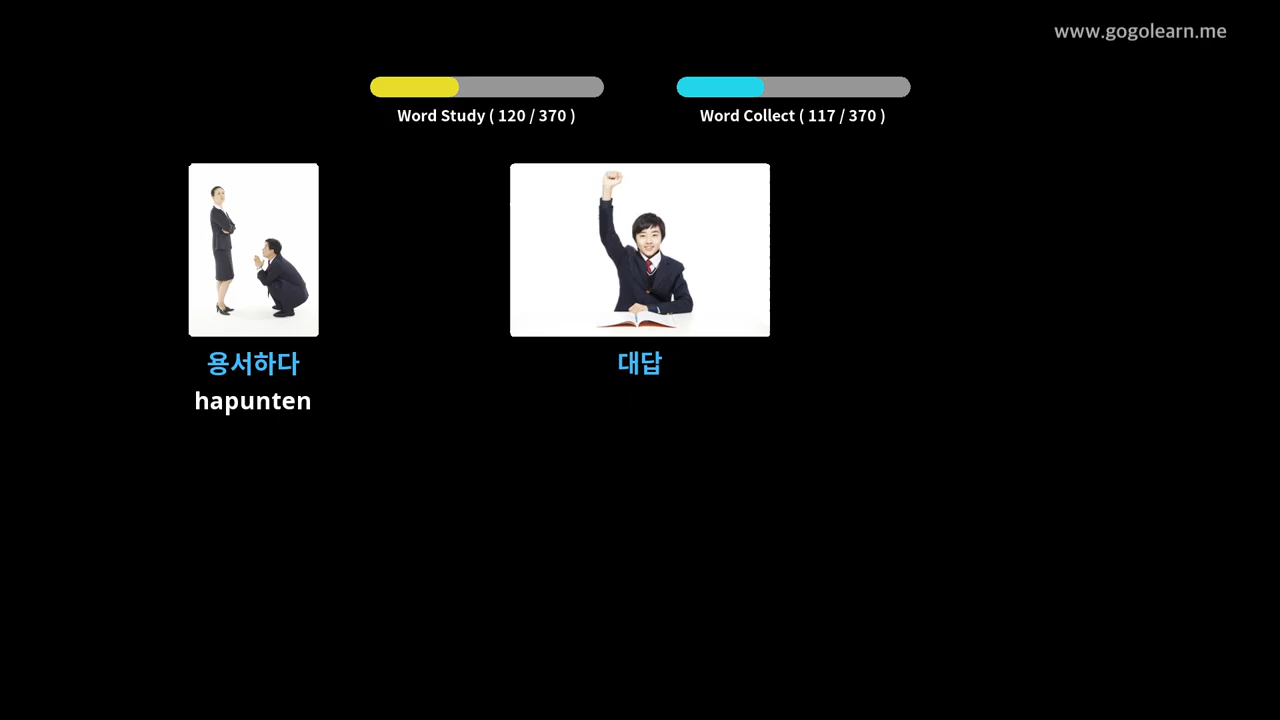 www.gogolearn.me
Word Study ( 120 / 370 )
Word Collect ( 117 / 370 )
용서하다
hapunten
대답